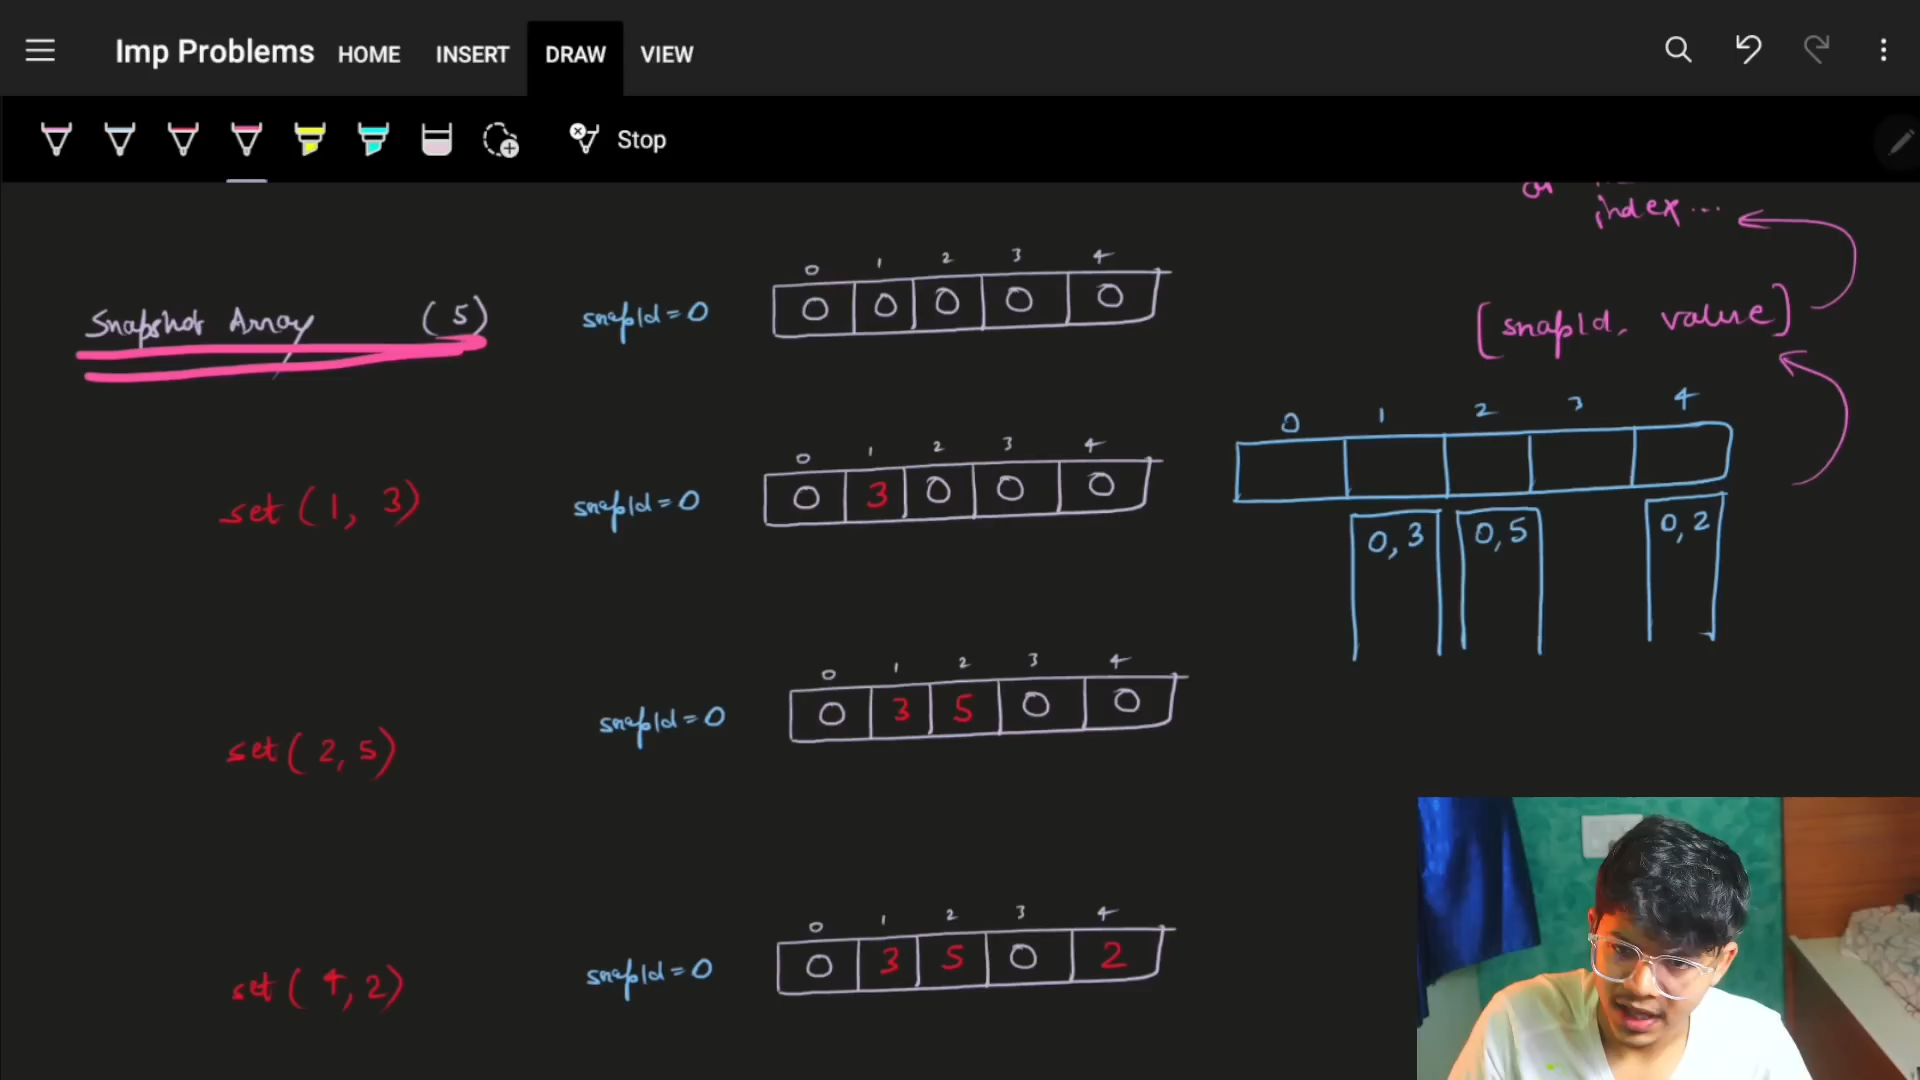 Imp Problems HOME INSERT DRAW VIEW
Stop
or
index...
Snapshot Array (5)
snapId = 0
0 1 2 3 4
0 0 0 0 0
[snapId, value]
set (1, 3)
snapId = 0
0 1 2 3 4
0 3 0 0 0
0 1 2 3 4
0, 3
0, 5
0, 2
set (2, 5)
snapId = 0
0 1 2 3 4
0 3 5 0 0
set (4, 2)
snapId = 0
0 1 2 3 4
0 3 5 0 2